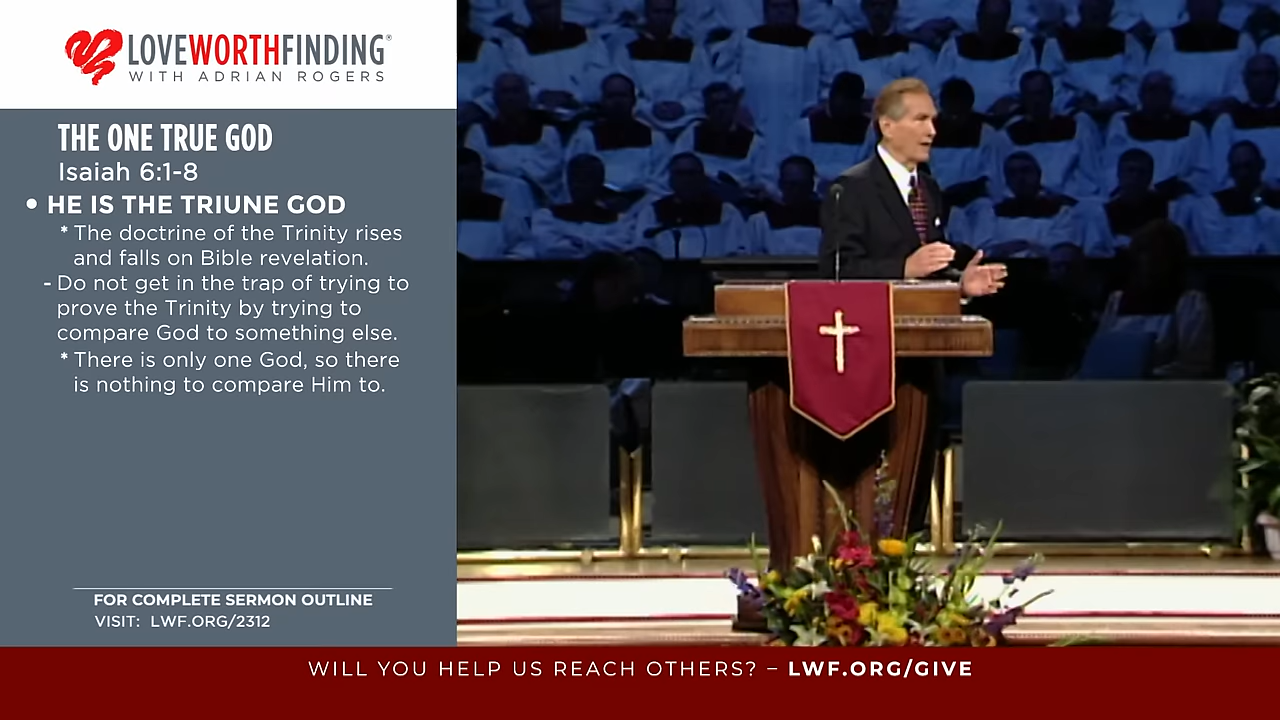 LOVEWORTHFINDING®
WITH ADRIAN ROGERS
THE ONE TRUE GOD
Isaiah 6:1-8
• HE IS THE TRIUNE GOD
* The doctrine of the Trinity rises
and falls on Bible revelation.
- Do not get in the trap of trying to
prove the Trinity by trying to
compare God to something else.
* There is only one God, so there
is nothing to compare Him to.
FOR COMPLETE SERMON OUTLINE
VISIT: LWF.ORG/2312
WILL YOU HELP US REACH OTHERS? – LWF.ORG/GIVE